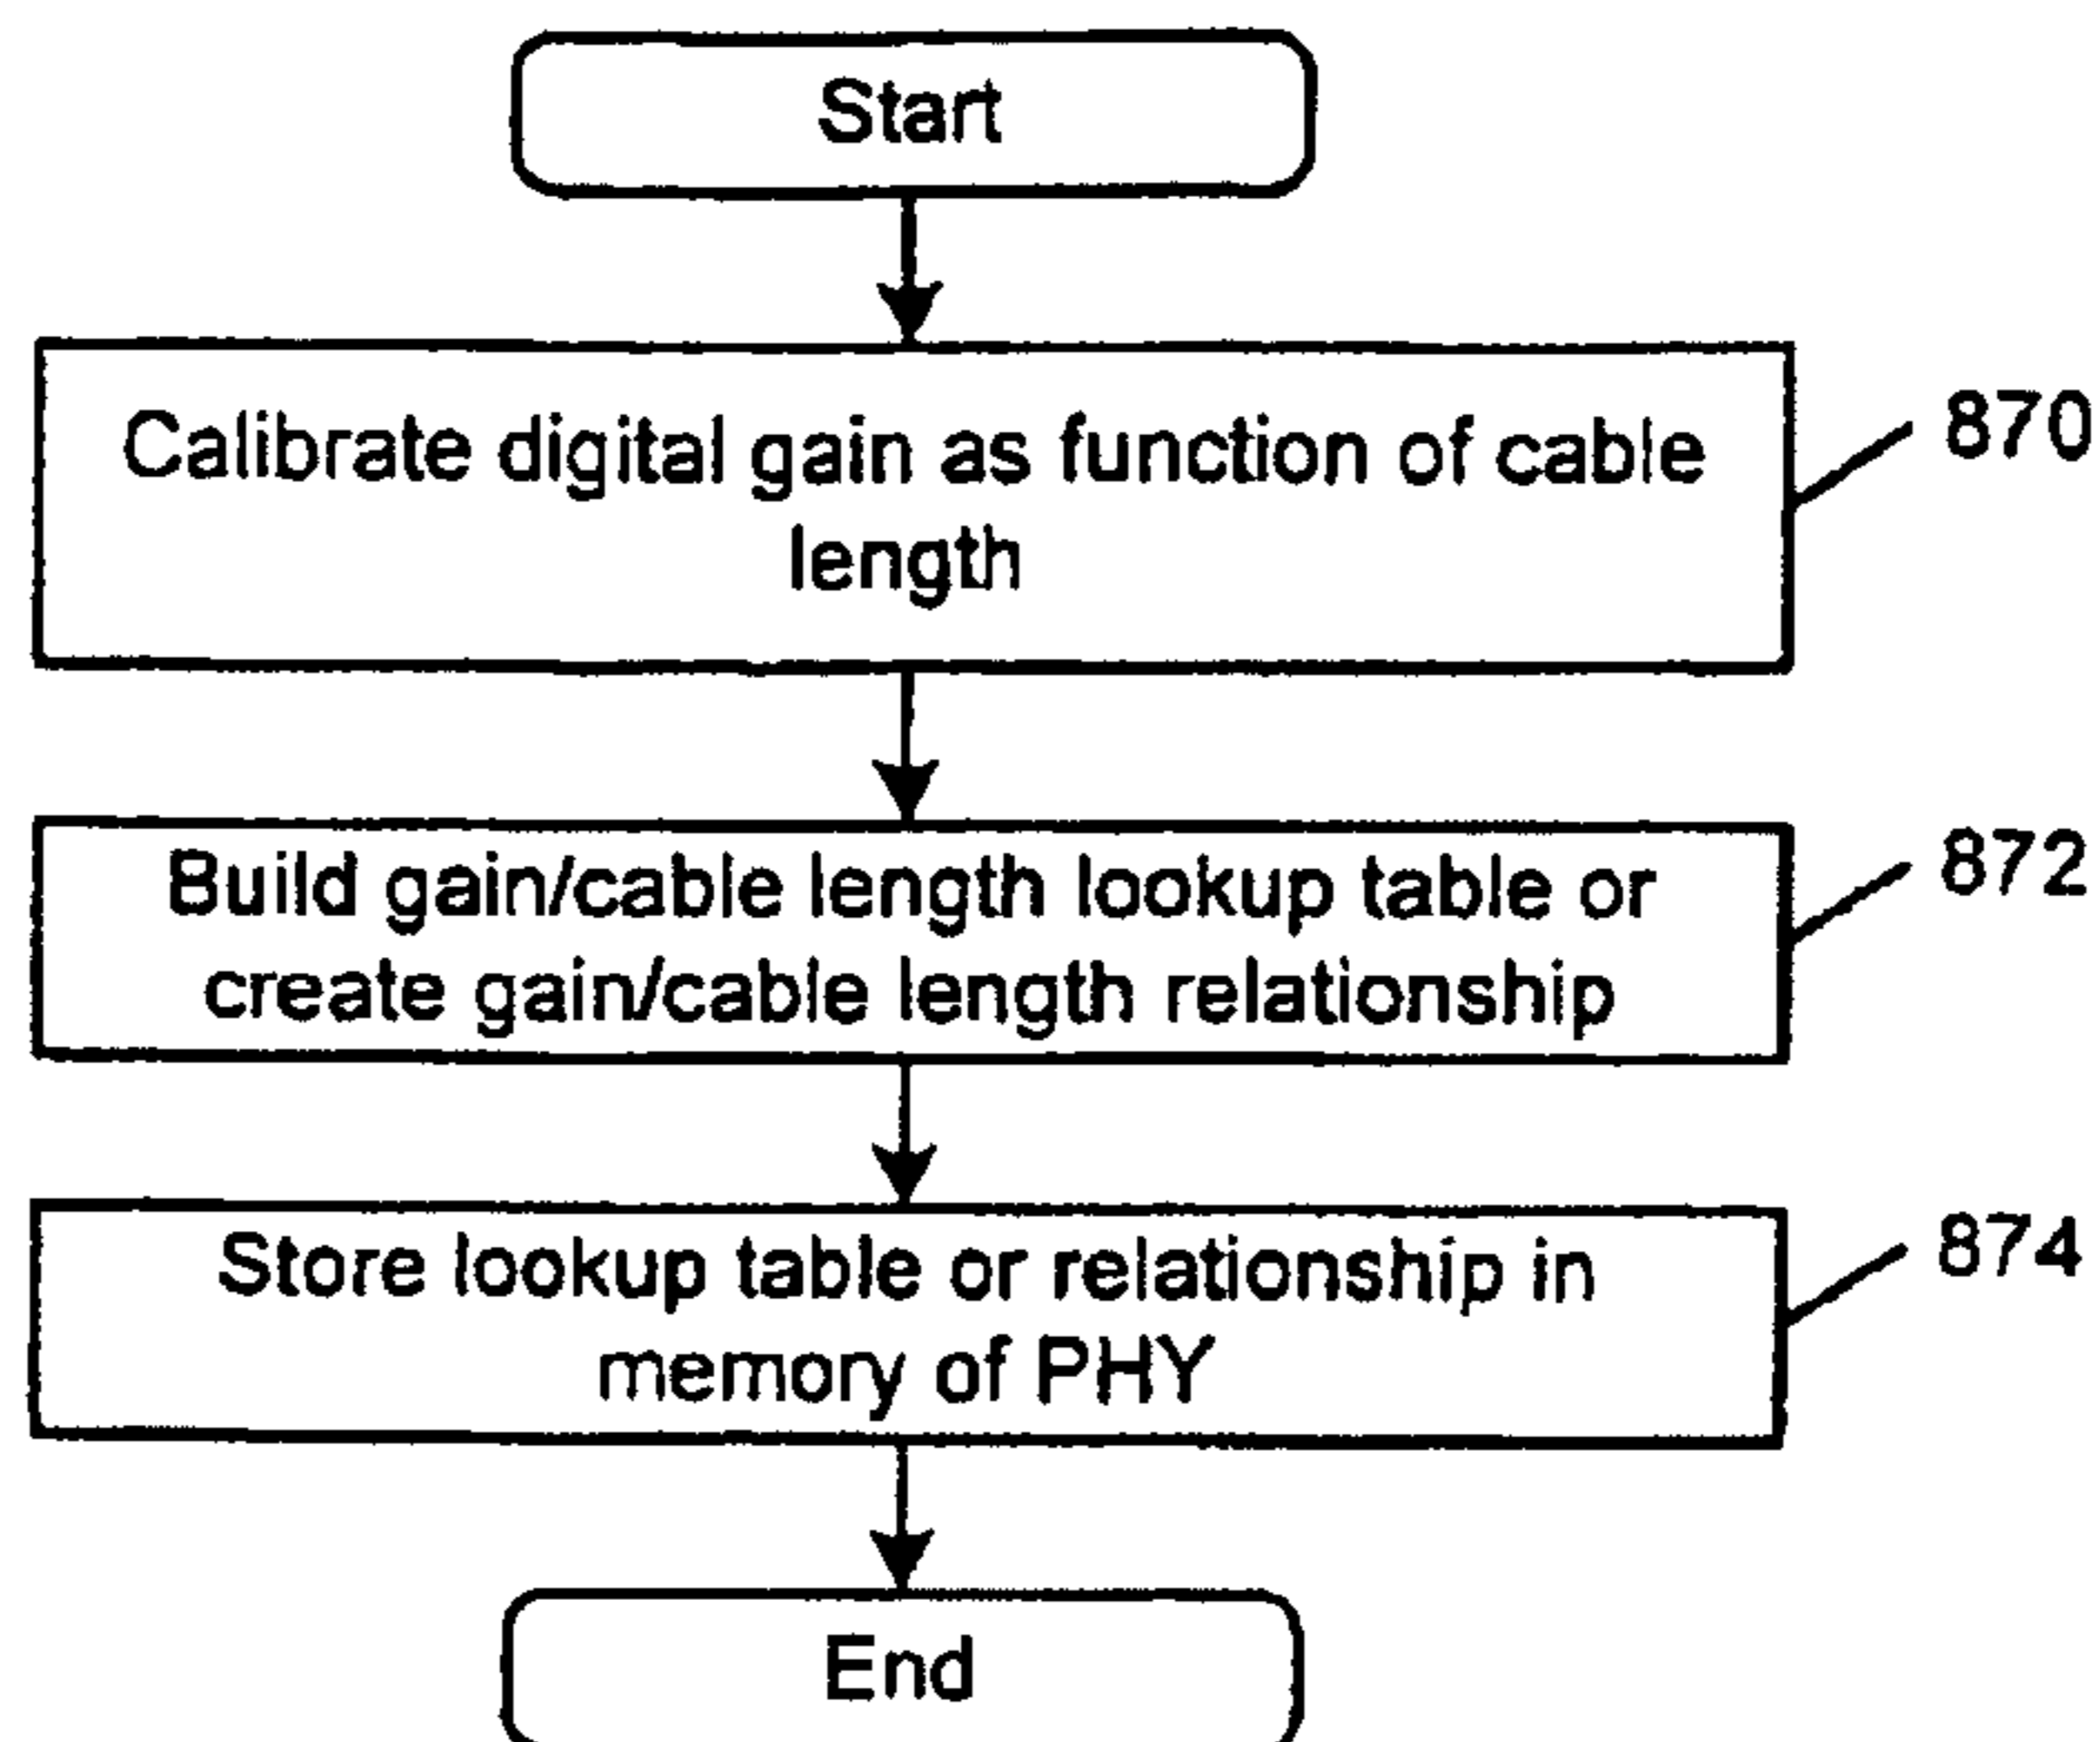 Start
Calibrate digital gain as function of cable
length
870
Build gain/cable length lookup table or
create gain/cable length relationship
872
Store lookup table or relationship in
memory of PHY
874
End